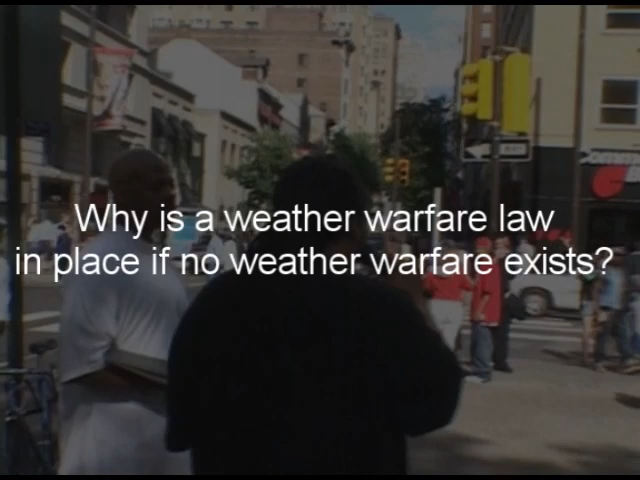 Why is a weather warfare law
in place if no weather warfare exists?